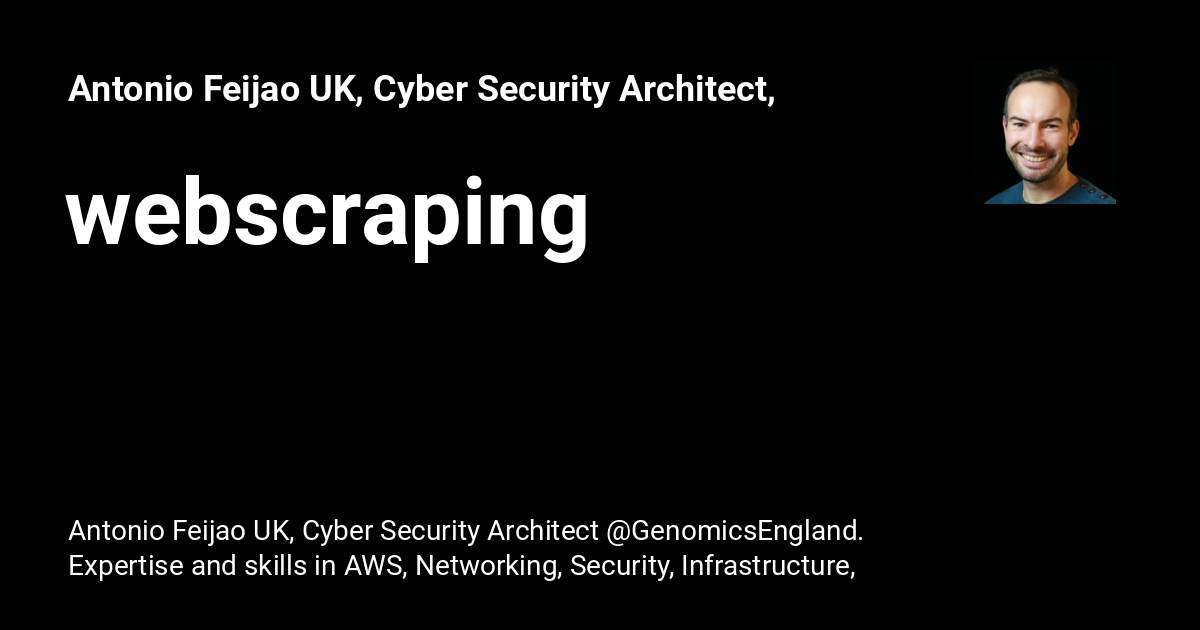 Antonio Feijao UK, Cyber Security Architect,
webscraping
Antonio Feijao UK, Cyber Security Architect @GenomicsEngland.
Expertise and skills in AWS, Networking, Security, Infrastructure,